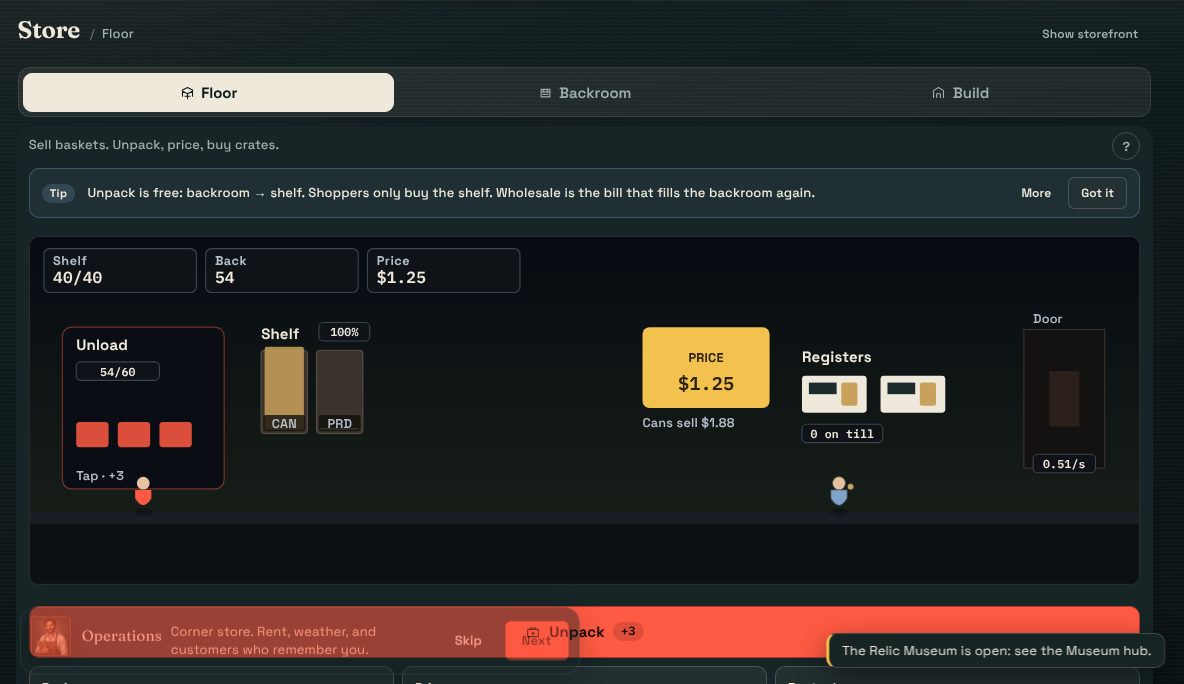 Store / Floor
Show storefront
Floor
Backroom
Build
Sell baskets. Unpack, price, buy crates.
?
Tip
Unpack is free: backroom → shelf. Shoppers only buy the shelf. Wholesale is the bill that fills the backroom again.
More
Got it
Shelf
40/40
Back
54
Price
$1.25
Unload
54/60
Tap · +3
Shelf
100%
CAN
PRD
PRICE
$1.25
Cans sell $1.88
Registers
0 on till
Door
0.51/s
Operations
Corner store. Rent, weather, and
customers who remember you.
Skip
Next
Unpack
+3
The Relic Museum is open: see the Museum hub.